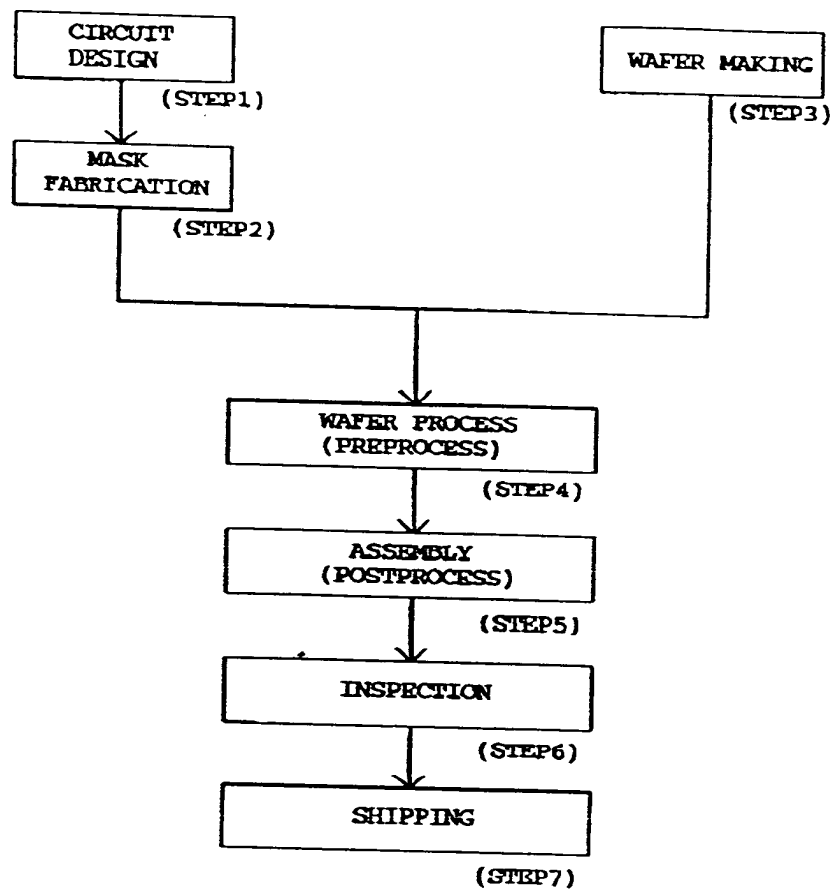 CIRCUIT
DESIGN
(STEP1)
MASK
FABRICATION
(STEP2)
WAFER MAKING
(STEP3)
WAFER PROCESS
(PREPROCESS)
(STEP4)
ASSEMBLY
(POSTPROCESS)
(STEP5)
INSPECTION
(STEP6)
SHIPPING
(STEP7)